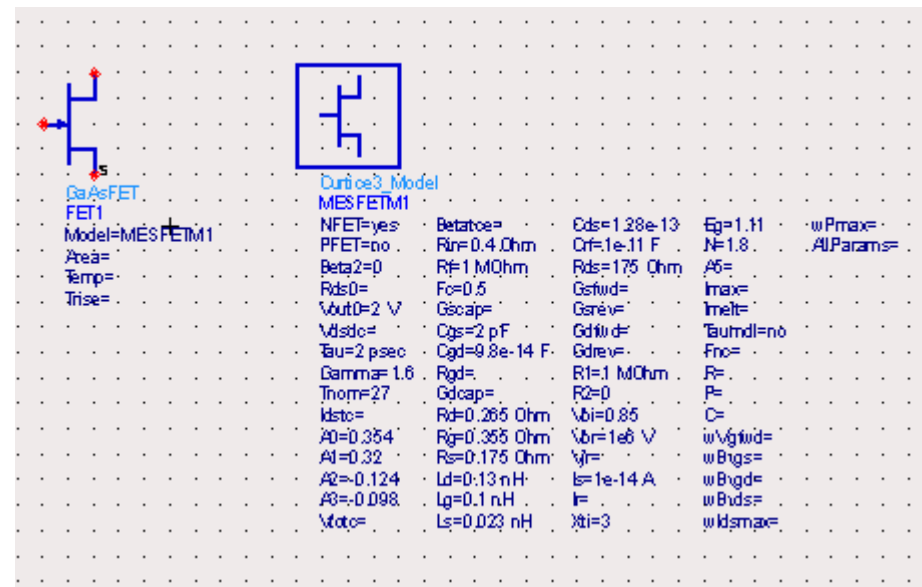 S
GaAsFET
FET1
Model=MESFETM1
Area=
Temp=
Trise=
Curtice3_Model
MESFETM1
NFET=yes
PFET=no
Beta2=0
Rds0=
Vout0=2 V
Vdsdc=
Tau=2 psec
Gamma=1.6
Tnom=27
Idstc=
A0=0.354
A1=0.32
A2=-0.124
A3=-0.098
Vtotc=
Betatce=
Rin=0.4 Ohm
Rf=1 MOhm
Fc=0.5
Gscap=
Cgs=2 pF
Cgd=9.8e-14 F
Rgd=
Gdcap=
Rd=0.265 Ohm
Rg=0.355 Ohm
Rs=0.175 Ohm
Ld=0.13 nH
Lg=0.1 nH
Ls=0.023 nH
Cds=1.28e-13
Crf=1e-11 F
Rds=175 Ohm
Gsfwd=
Gsrev=
Gdfwd=
Gdrev=
R1=.1 MOhm
R2=0
Vbi=0.85
Vbr=1e6 V
Vjr=
Is=1e-14 A
Ir=
Xti=3
Eg=1.11
N=1.8
A5=
Imax=
Imelt=
Taumdl=no
Fnc=
R=
P=
C=
wVgfwd=
wBvgs=
wBvgd=
wBvds=
wIdsmax=
wPmax=
AllParams=